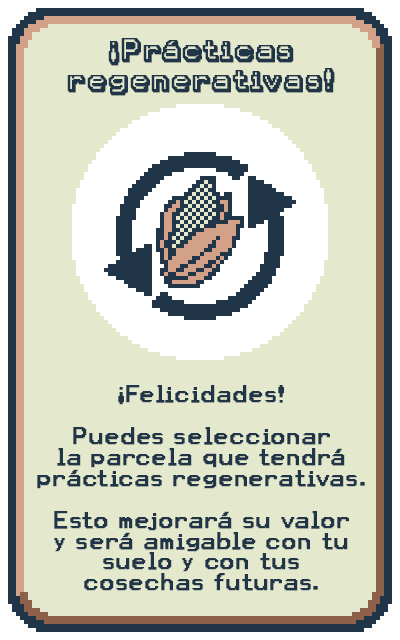 ¡Prácticas
regenerativas!
¡Felicidades!
Puedes seleccionar
la parcela que tendrá
prácticas regenerativas.
Esto mejorará su valor
y será amigable con tu
suelo y con tus
cosechas futuras.